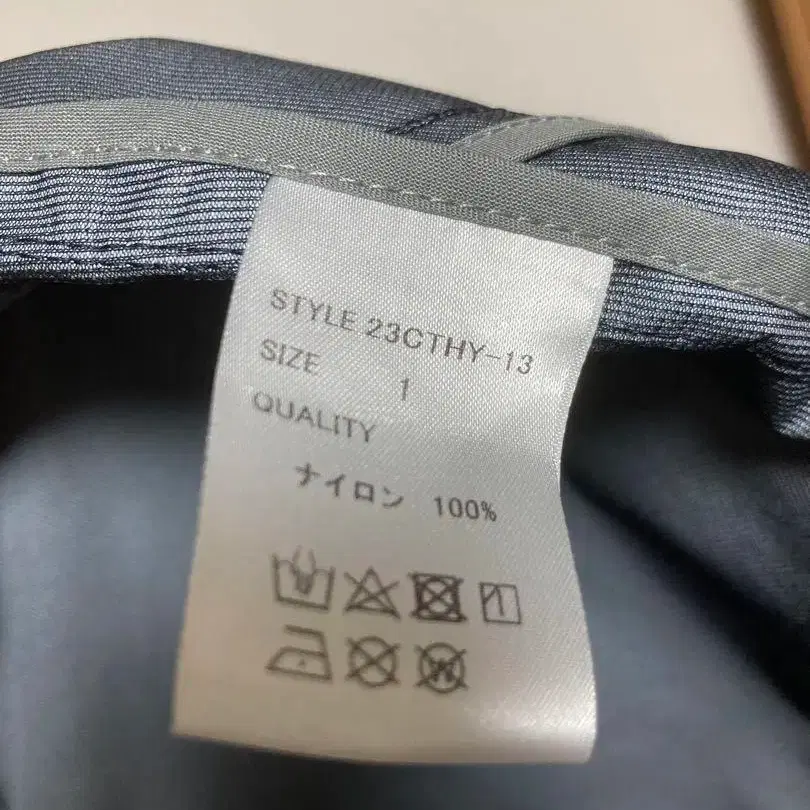 STYLE 23CTHY-13
SIZE 1
QUALITY
ナイロン 100%